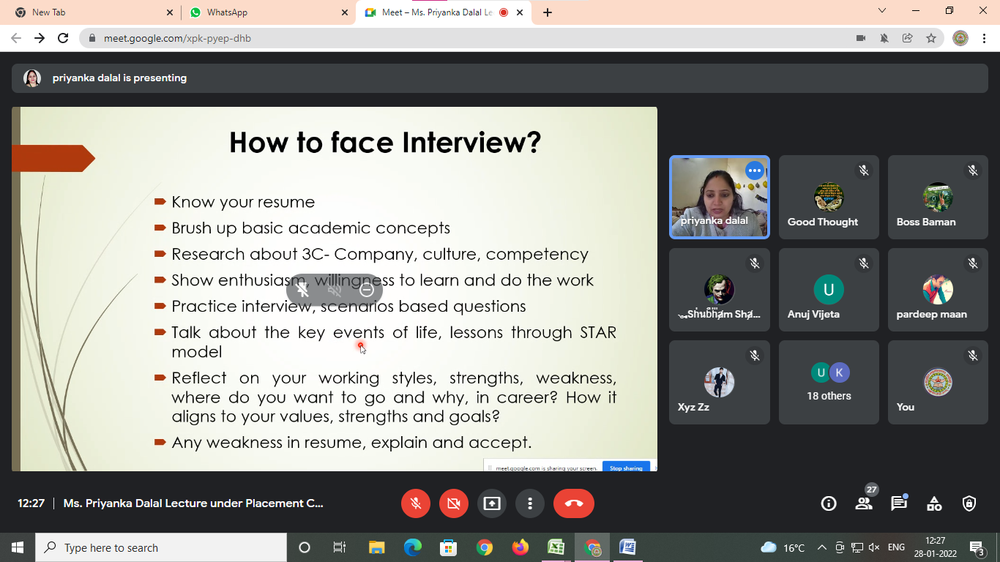 New Tab
WhatsApp
Meet – Ms. Priyanka Dalal Le
meet.google.com/xpk-pyep-dhb
priyanka dalal is presenting
How to face Interview?
Know your resume
Brush up basic academic concepts
Research about 3C- Company, culture, competency
Show enthusiasm, willingness to learn and do the work
Practice interview, scenarios based questions
Talk about the key events of life, lessons through STAR
model
Reflect on your working styles, strengths, weakness,
where do you want to go and why, in career? How it
aligns to your values, strengths and goals?
Any weakness in resume, explain and accept.
meet.google.com is sharing your screen.
Stop sharing
priyanka dalal
Good Thought
Boss Baman
Anuj Vijeta
U
pardeep maan
Xyz Zz
U K
18 others
You
12:27
Ms. Priyanka Dalal Lecture under Placement C...
27
Type here to search
16°C
ENG
12:27
28-01-2022
3